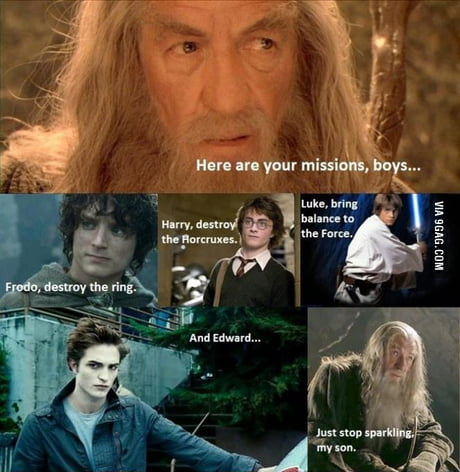 Here are your missions, boys...
Frodo, destroy the ring.
Harry, destroy
the Horcruxes.
Luke, bring
balance to
the Force.
VIA 9GAG.COM
And Edward...
Just stop sparkling,
my son.